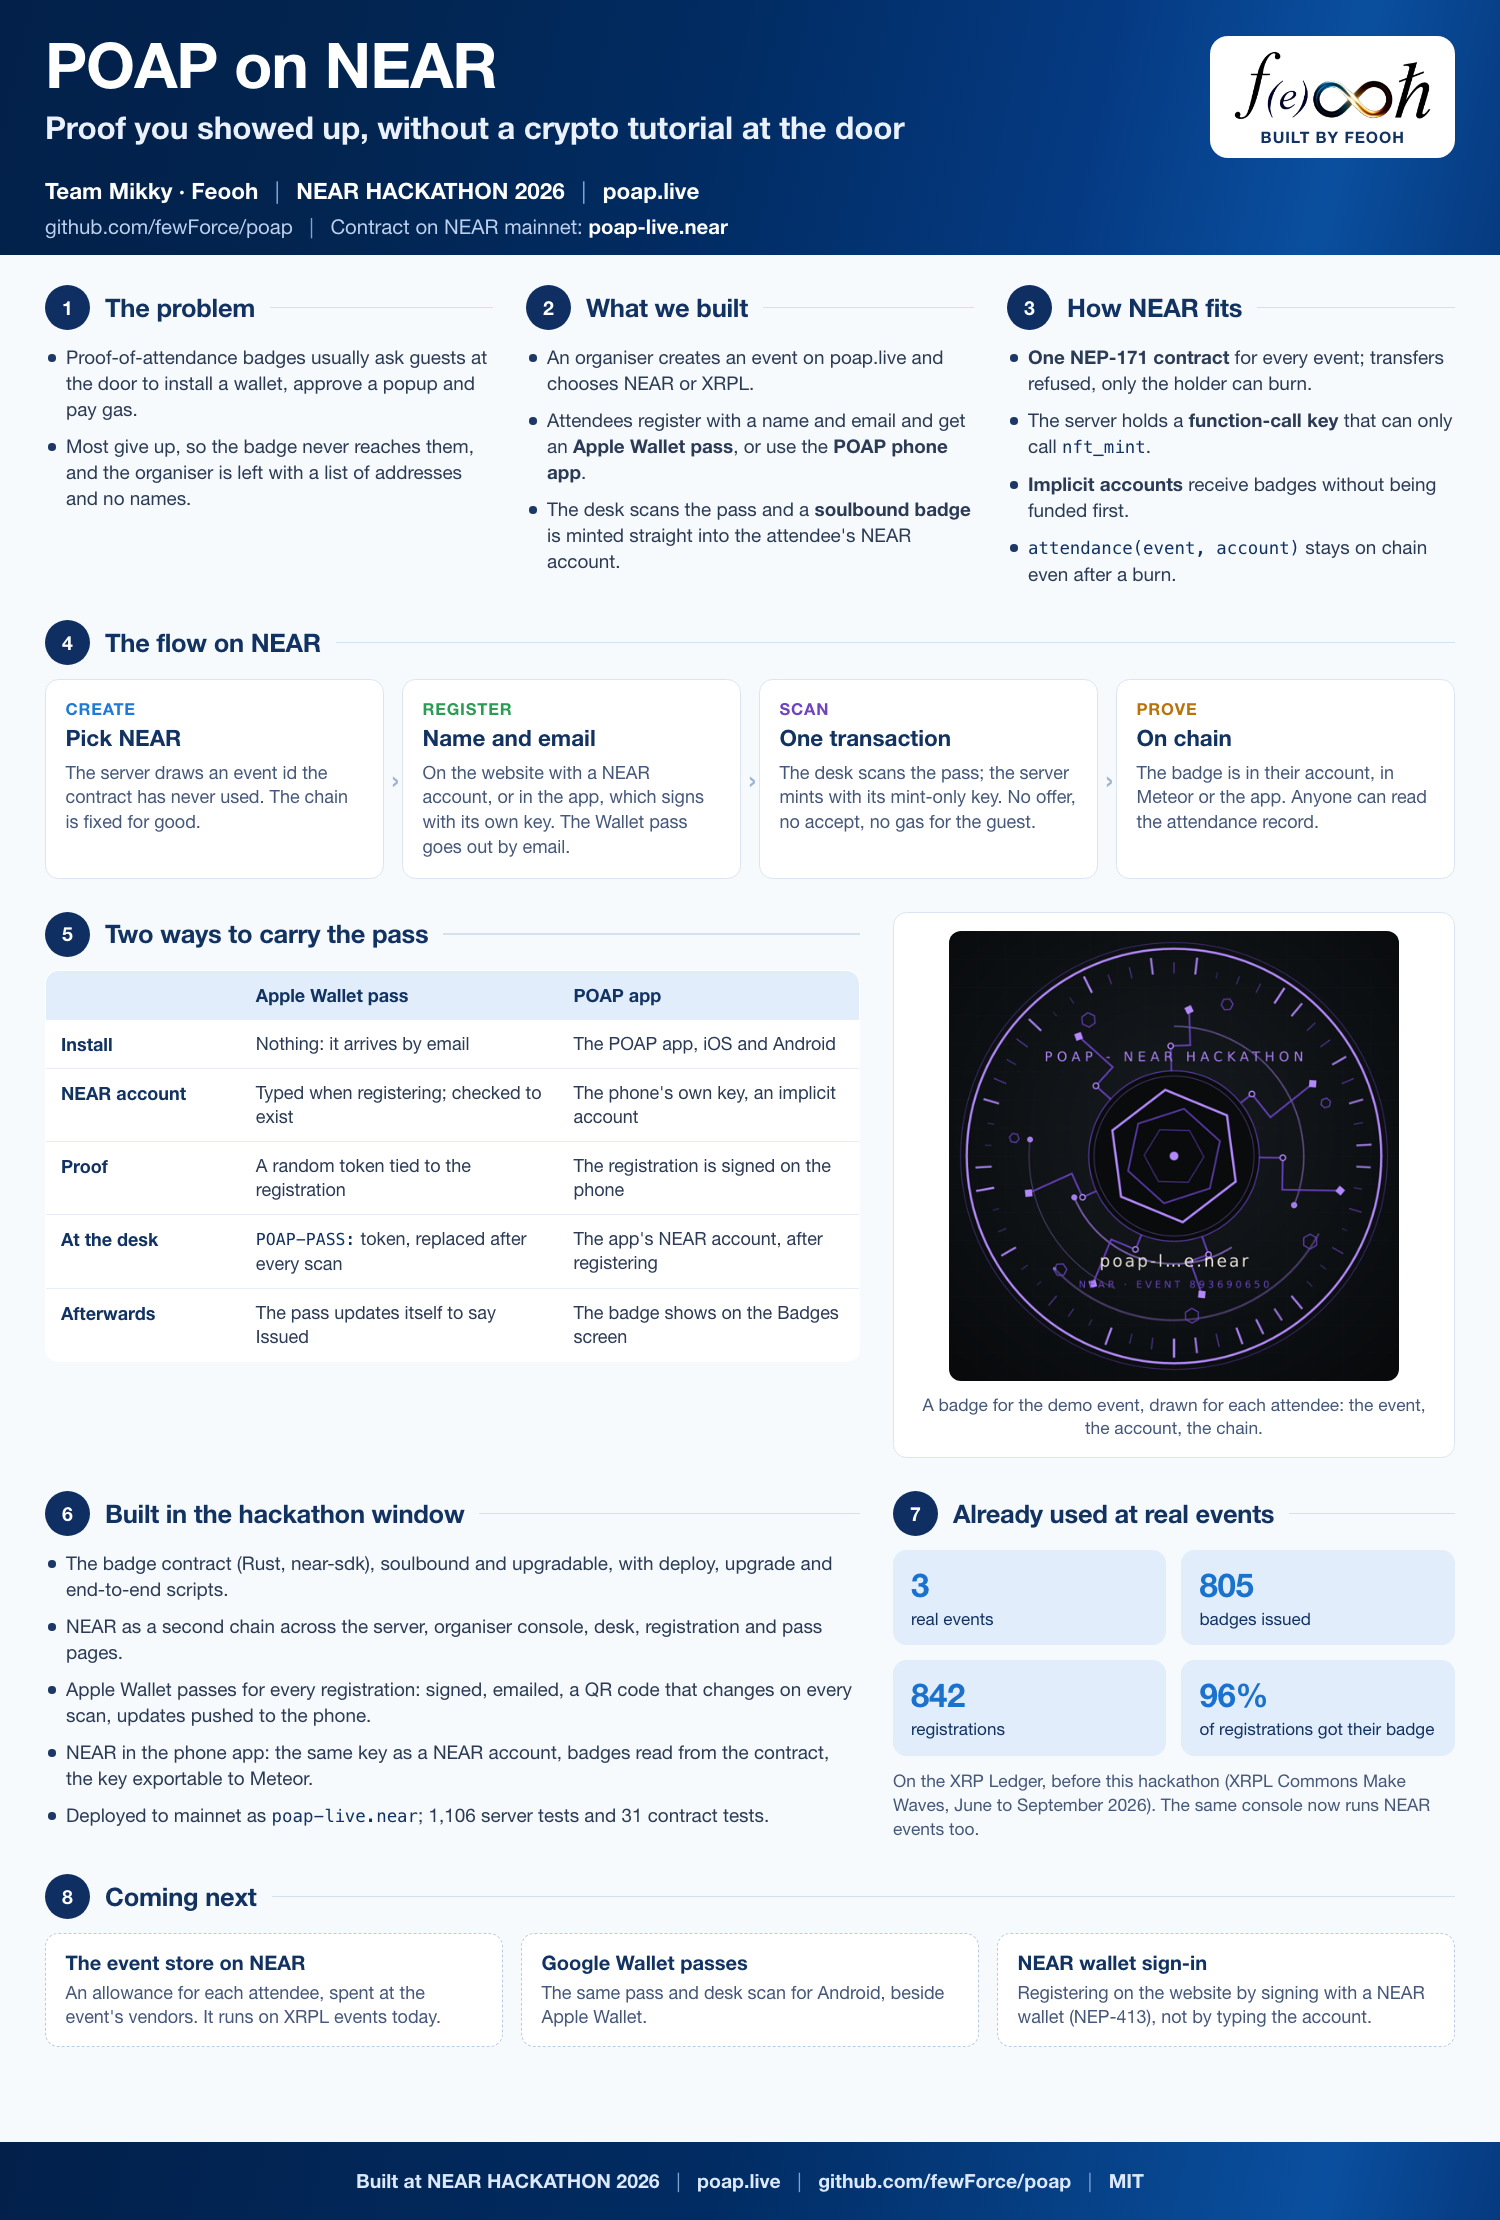 POAP on NEAR
Proof you showed up, without a crypto tutorial at the door
Team Mikky · Feooh | NEAR HACKATHON 2026 | poap.live
github.com/fewForce/poap | Contract on NEAR mainnet: poap-live.near
f(e)∞ħ
BUILT BY FEOOH
1 The problem
Proof-of-attendance badges usually ask guests at
the door to install a wallet, approve a popup and
pay gas.
Most give up, so the badge never reaches them,
and the organiser is left with a list of addresses
and no names.
2 What we built
An organiser creates an event on poap.live and
chooses NEAR or XRPL.
Attendees register with a name and email and get
an Apple Wallet pass, or use the POAP phone
app.
The desk scans the pass and a soulbound badge
is minted straight into the attendee's NEAR
account.
3 How NEAR fits
One NEP-171 contract for every event; transfers
refused, only the holder can burn.
The server holds a function-call key that can only
call nft_mint.
Implicit accounts receive badges without being
funded first.
attendance(event, account) stays on chain
even after a burn.
4 The flow on NEAR
CREATE
Pick NEAR
The server draws an event id the
contract has never used. The chain
is fixed for good.
›
REGISTER
Name and email
On the website with a NEAR
account, or in the app, which signs
with its own key. The Wallet pass
goes out by email.
›
SCAN
One transaction
The desk scans the pass; the server
mints with its mint-only key. No offer,
no accept, no gas for the guest.
›
PROVE
On chain
The badge is in their account, in
Meteor or the app. Anyone can read
the attendance record.
5 Two ways to carry the pass
Apple Wallet pass POAP app
Install Nothing: it arrives by email The POAP app, iOS and Android
NEAR account Typed when registering; checked to exist The phone's own key, an implicit account
Proof A random token tied to the registration The registration is signed on the phone
At the desk POAP-PASS: token, replaced after every scan The app's NEAR account, after registering
Afterwards The pass updates itself to say Issued The badge shows on the Badges screen
POAP - NEAR HACKATHON
poap-l...e.near
NEAR · EVENT 893690650
A badge for the demo event, drawn for each attendee: the event,
the account, the chain.
6 Built in the hackathon window
The badge contract (Rust, near-sdk), soulbound and upgradable, with deploy, upgrade and
end-to-end scripts.
NEAR as a second chain across the server, organiser console, desk, registration and pass
pages.
Apple Wallet passes for every registration: signed, emailed, a QR code that changes on every
scan, updates pushed to the phone.
NEAR in the phone app: the same key as a NEAR account, badges read from the contract,
the key exportable to Meteor.
Deployed to mainnet as poap-live.near; 1,106 server tests and 31 contract tests.
7 Already used at real events
3
real events
805
badges issued
842
registrations
96%
of registrations got their badge
On the XRP Ledger, before this hackathon (XRPL Commons Make
Waves, June to September 2026). The same console now runs NEAR
events too.
8 Coming next
The event store on NEAR
An allowance for each attendee, spent at the
event's vendors. It runs on XRPL events today.
Google Wallet passes
The same pass and desk scan for Android, beside
Apple Wallet.
NEAR wallet sign-in
Registering on the website by signing with a NEAR
wallet (NEP-413), not by typing the account.
Built at NEAR HACKATHON 2026 | poap.live | github.com/fewForce/poap | MIT